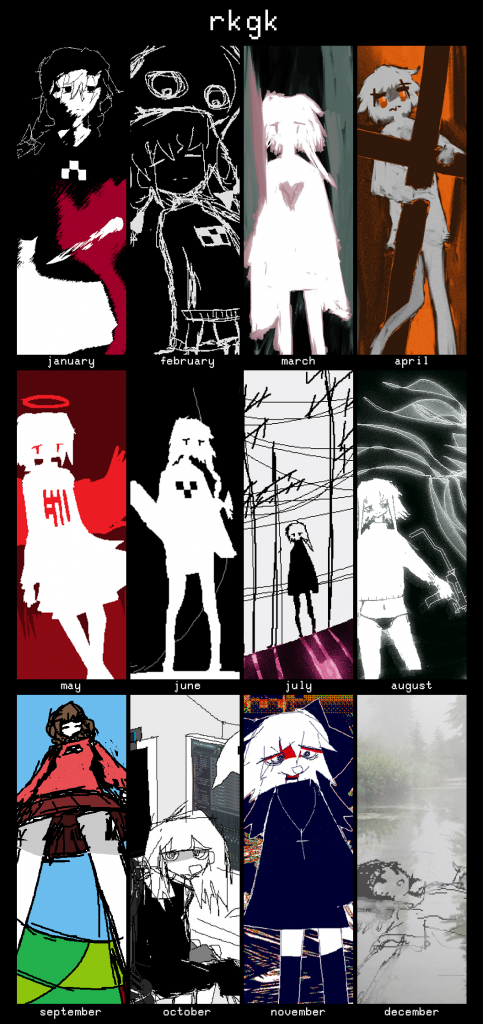 rkgk
january
february
march
april
may
june
july
august
september
october
november
december